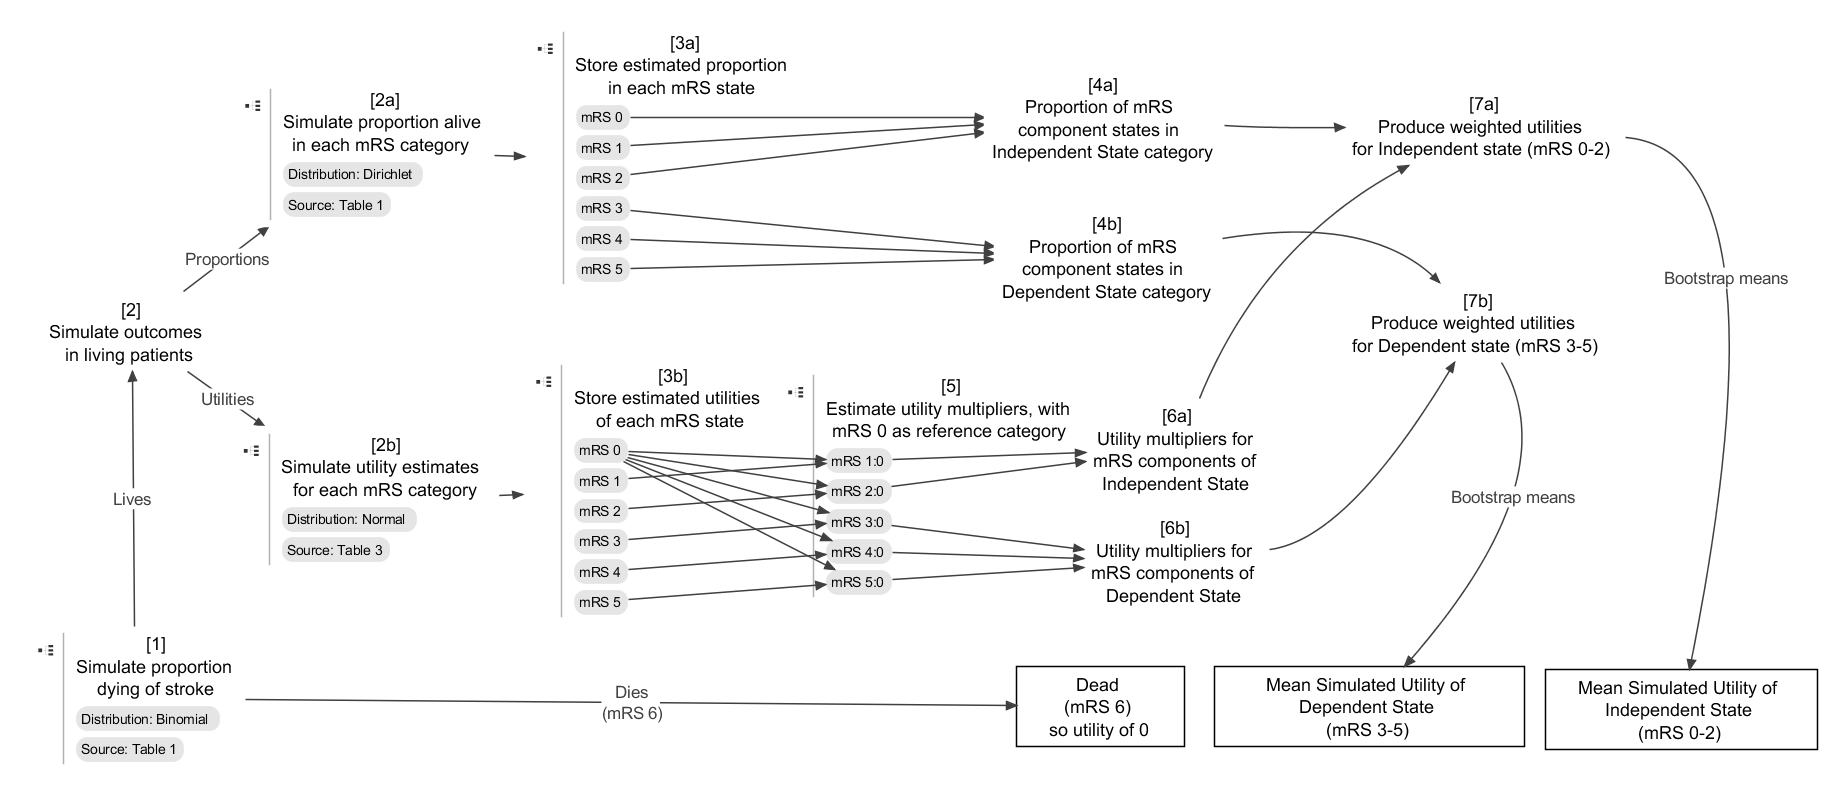 [3a]
Store estimated proportion
in each mRS state
mRS 0
mRS 1
mRS 2
mRS 3
mRS 4
mRS 5
[2a]
Simulate proportion alive
in each mRS category
Distribution: Dirichlet
Source: Table 1
[4a]
Proportion of mRS
component states in
Independent State category
[7a]
Produce weighted utilities
for Independent state (mRS 0-2)
[4b]
Proportion of mRS
component states in
Dependent State category
Proportions
Bootstrap means
[7b]
Produce weighted utilities
for Dependent state (mRS 3-5)
[2]
Simulate outcomes
in living patients
Utilities
[3b]
Store estimated utilities
of each mRS state
mRS 0
mRS 1
mRS 2
mRS 3
mRS 4
mRS 5
[5]
Estimate utility multipliers, with
mRS 0 as reference category
mRS 1:0
mRS 2:0
mRS 3:0
mRS 4:0
mRS 5:0
[6a]
Utility multipliers for
mRS components of
Independent State
[2b]
Simulate utility estimates
for each mRS category
Distribution: Normal
Source: Table 3
Lives
Bootstrap means
[6b]
Utility multipliers for
mRS components of
Dependent State
[1]
Simulate proportion
dying of stroke
Distribution: Binomial
Source: Table 1
Dies
(mRS 6)
Dead
(mRS 6)
so utility of 0
Mean Simulated Utility of
Dependent State
(mRS 3-5)
Mean Simulated Utility of
Independent State
(mRS 0-2)